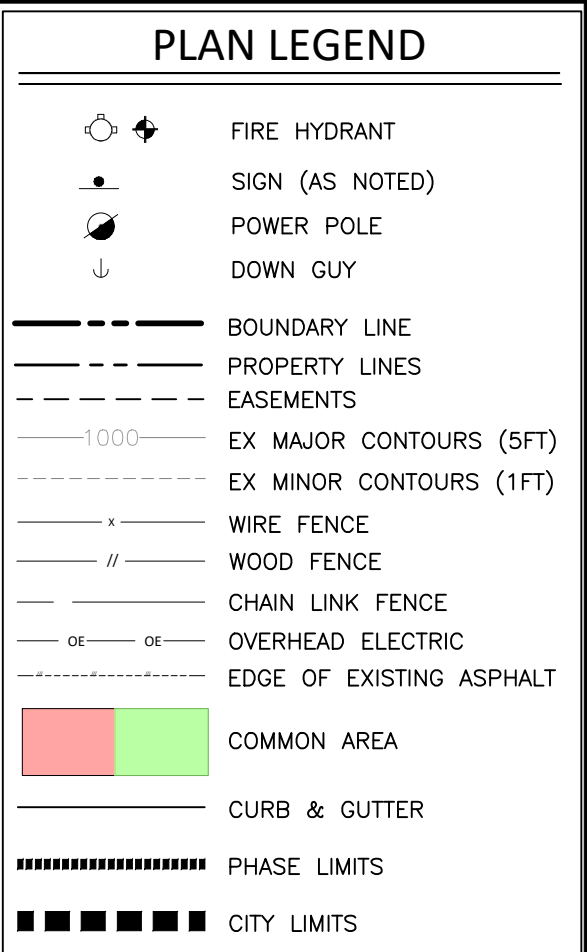 PLAN LEGEND
FIRE HYDRANT
SIGN (AS NOTED)
POWER POLE
DOWN GUY
BOUNDARY LINE
PROPERTY LINES
EASEMENTS
1000 EX MAJOR CONTOURS (5FT)
EX MINOR CONTOURS (1FT)
x WIRE FENCE
// WOOD FENCE
CHAIN LINK FENCE
OE OE OVERHEAD ELECTRIC
/// /// /// EDGE OF EXISTING ASPHALT
COMMON AREA
CURB & GUTTER
PHASE LIMITS
CITY LIMITS